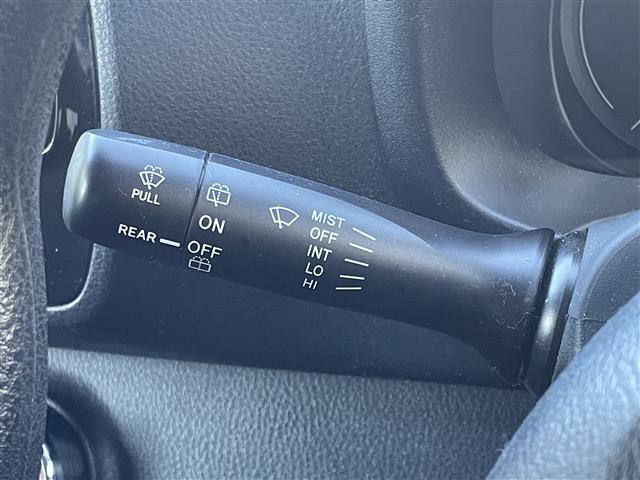 PULL
REAR
ON
OFF
MIST
OFF
INT
LO
HI